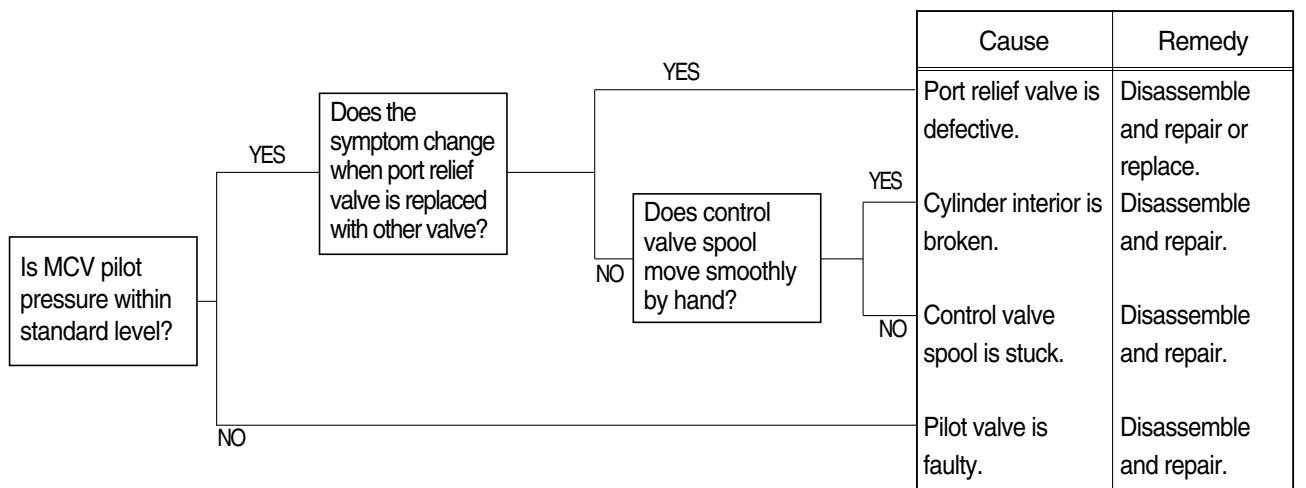 Is MCV pilot
pressure within
standard level?
YES
NO
Does the
symptom change
when port relief
valve is replaced
with other valve?
YES
NO
Does control
valve spool
move smoothly
by hand?
YES
NO
Cause
Remedy
Port relief valve is
defective.
Disassemble
and repair or
replace.
Cylinder interior is
broken.
Disassemble
and repair.
Control valve
spool is stuck.
Disassemble
and repair.
Pilot valve is
faulty.
Disassemble
and repair.